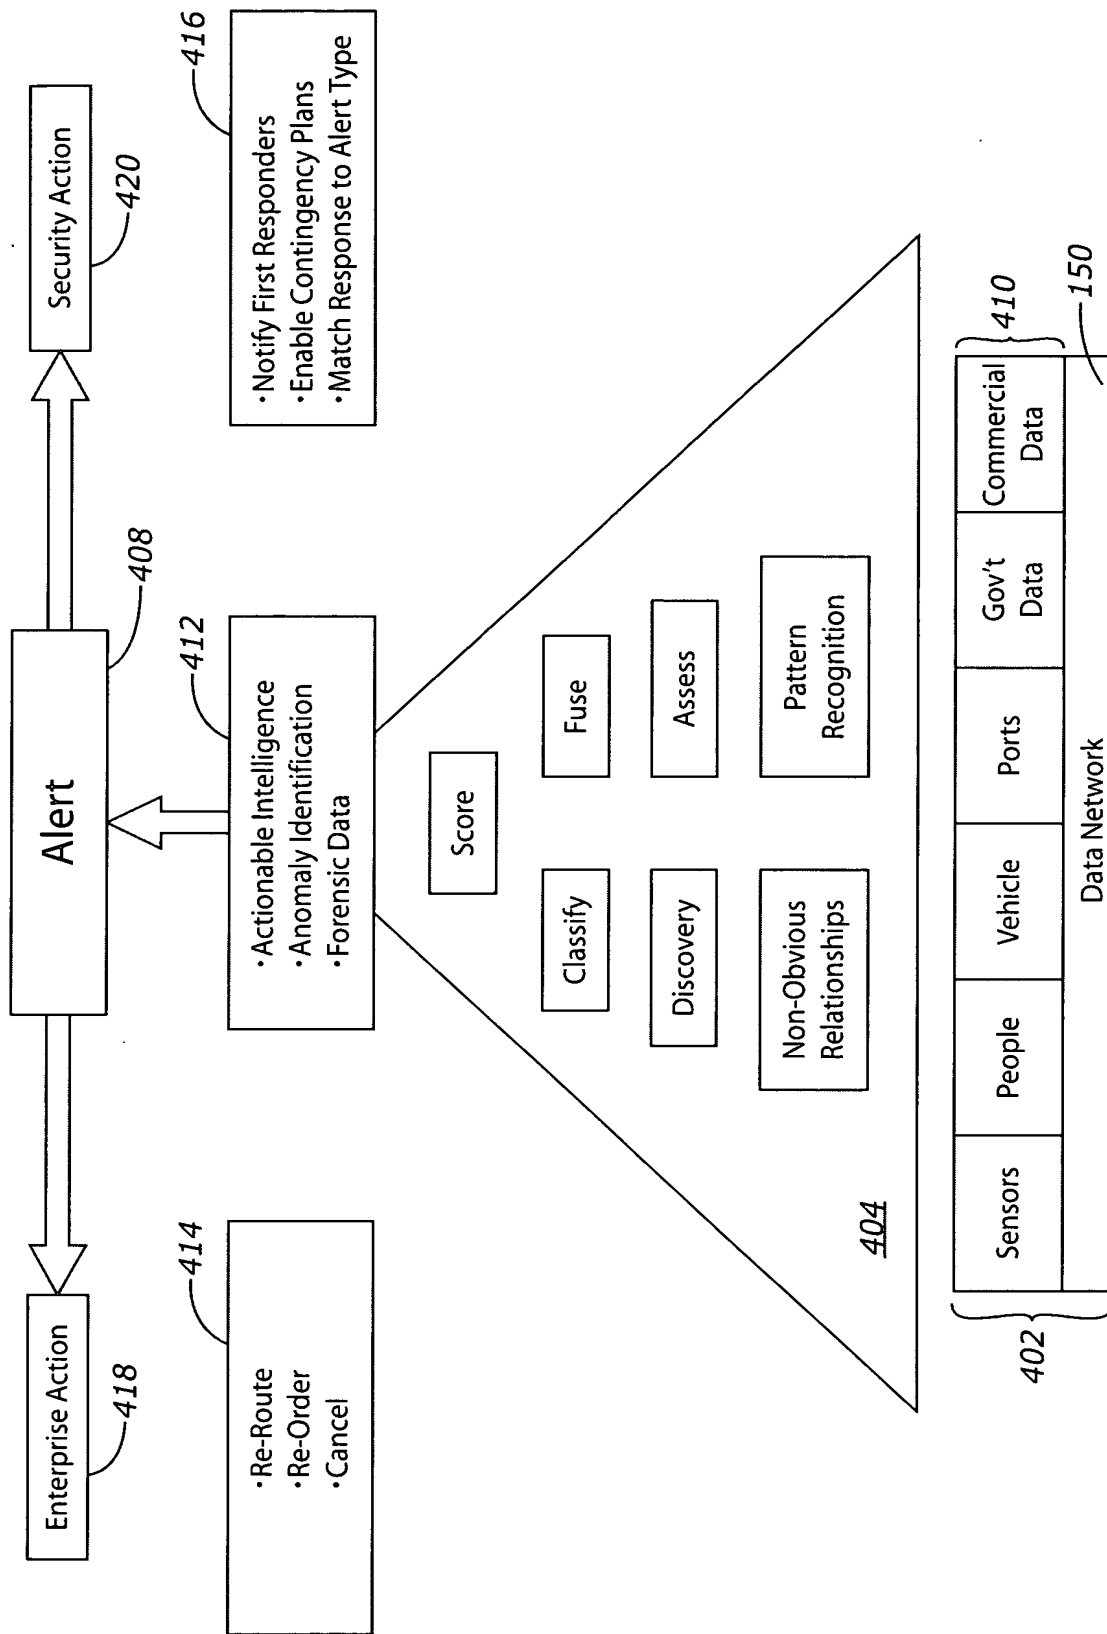 Alert
408
Enterprise Action
418
Security Action
420
414
•Re-Route
•Re-Order
•Cancel
412
•Actionable Intelligence
•Anomaly Identification
•Forensic Data
416
•Notify First Responders
•Enable Contingency Plans
•Match Response to Alert Type
Score
Classify
Fuse
Discovery
Assess
Non-Obvious
Relationships
Pattern
Recognition
404
402
Sensors
People
Vehicle
Ports
Gov't
Data
Commercial
Data
410
Data Network
150